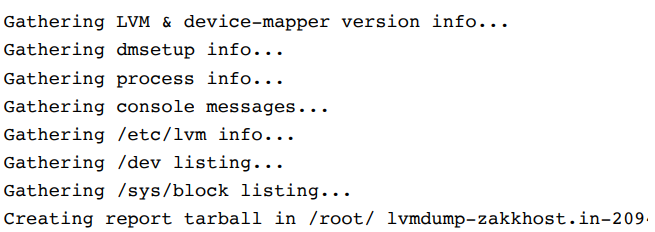 Gathering LVM & device-mapper version info...
Gathering dmsetup info...
Gathering process info...
Gathering console messages...
Gathering /etc/lvm info...
Gathering /dev listing...
Gathering /sys/block listing...
Creating report tarball in /root/ lvmdump-zakkhost.in-209